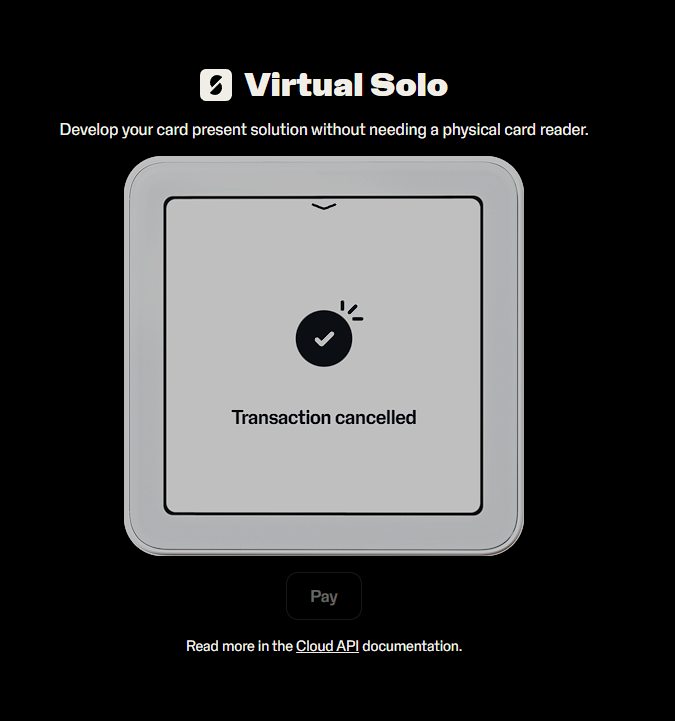 Virtual Solo
Develop your card present solution without needing a physical card reader.
Transaction cancelled
Pay
Read more in the Cloud API documentation.